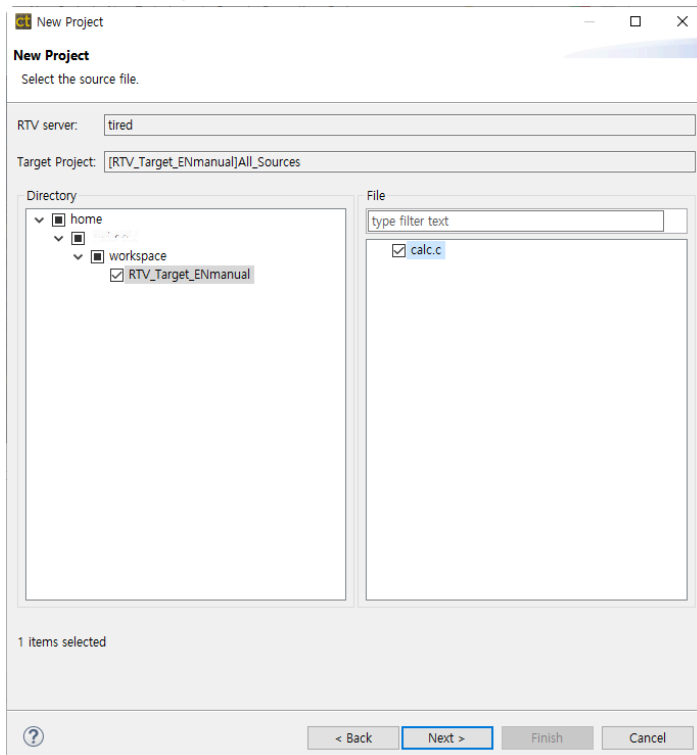 ct New Project
New Project
Select the source file.
RTV server: tired
Target Project: [RTV_Target_ENmanual]All_Sources
Directory
home
workspace
RTV_Target_ENmanual
File
type filter text
calc.c
1 items selected
? < Back Next > Finish Cancel